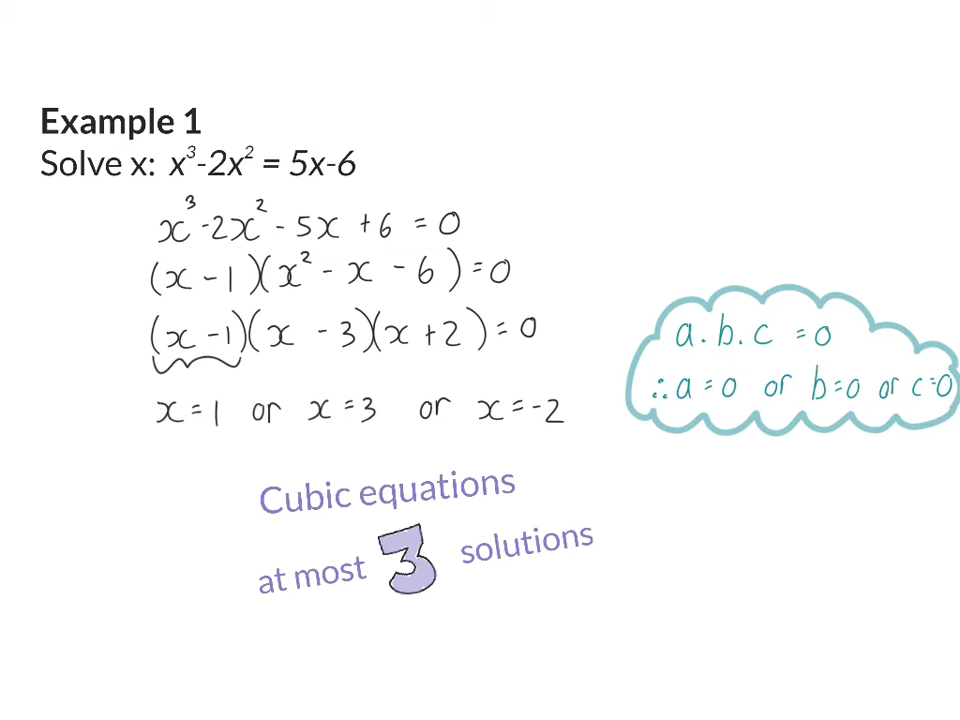 Example 1
Solve x: x³-2x² = 5x-6
x³ - 2x² - 5x + 6 = 0
(x - 1)(x² - x - 6) = 0
(x - 1)(x - 3)(x + 2) = 0
x = 1 or x = 3 or x = -2
a . b . c = 0
∴ a = 0 or b = 0 or c = 0
Cubic equations
at most 3 solutions